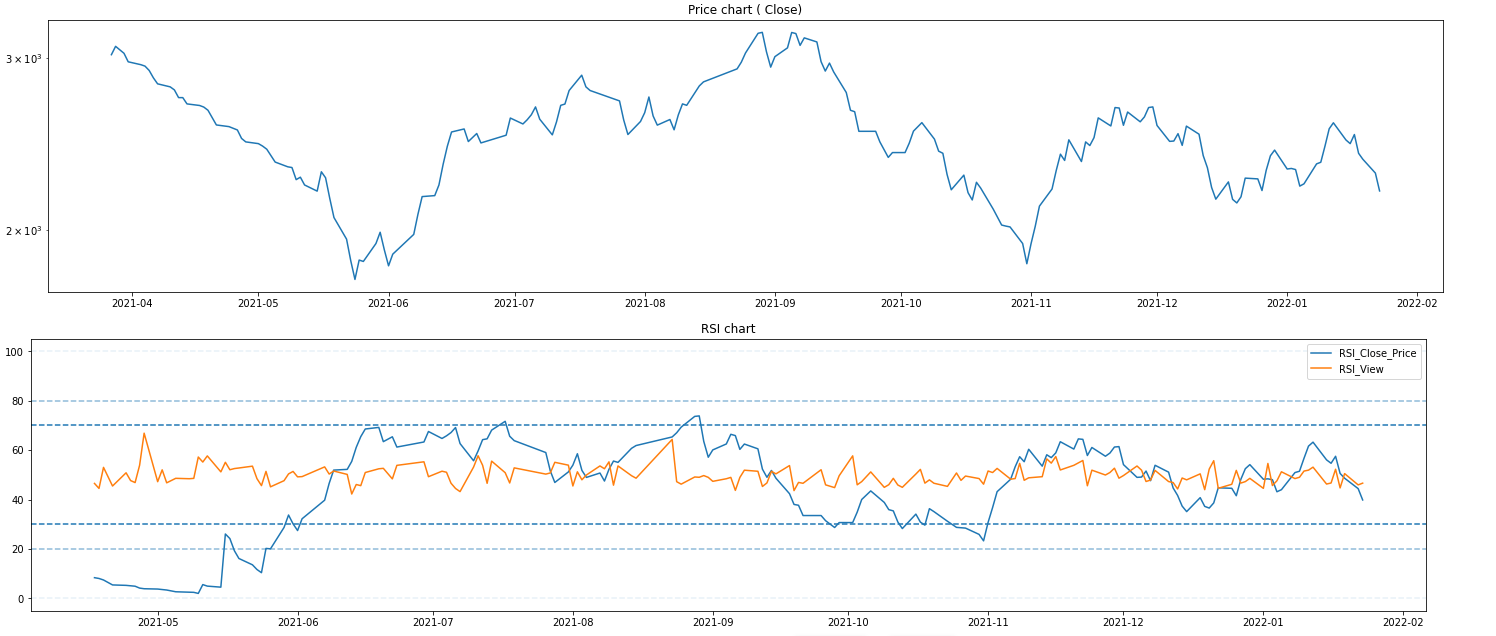 Price chart ( Close)
3 × 10³
2 × 10³
2021-04 2021-05 2021-06 2021-07 2021-08 2021-09 2021-10 2021-11 2021-12 2022-01 2022-02
RSI chart
100
80
60
40
20
0
RSI_Close_Price
RSI_View
2021-05 2021-06 2021-07 2021-08 2021-09 2021-10 2021-11 2021-12 2022-01 2022-02